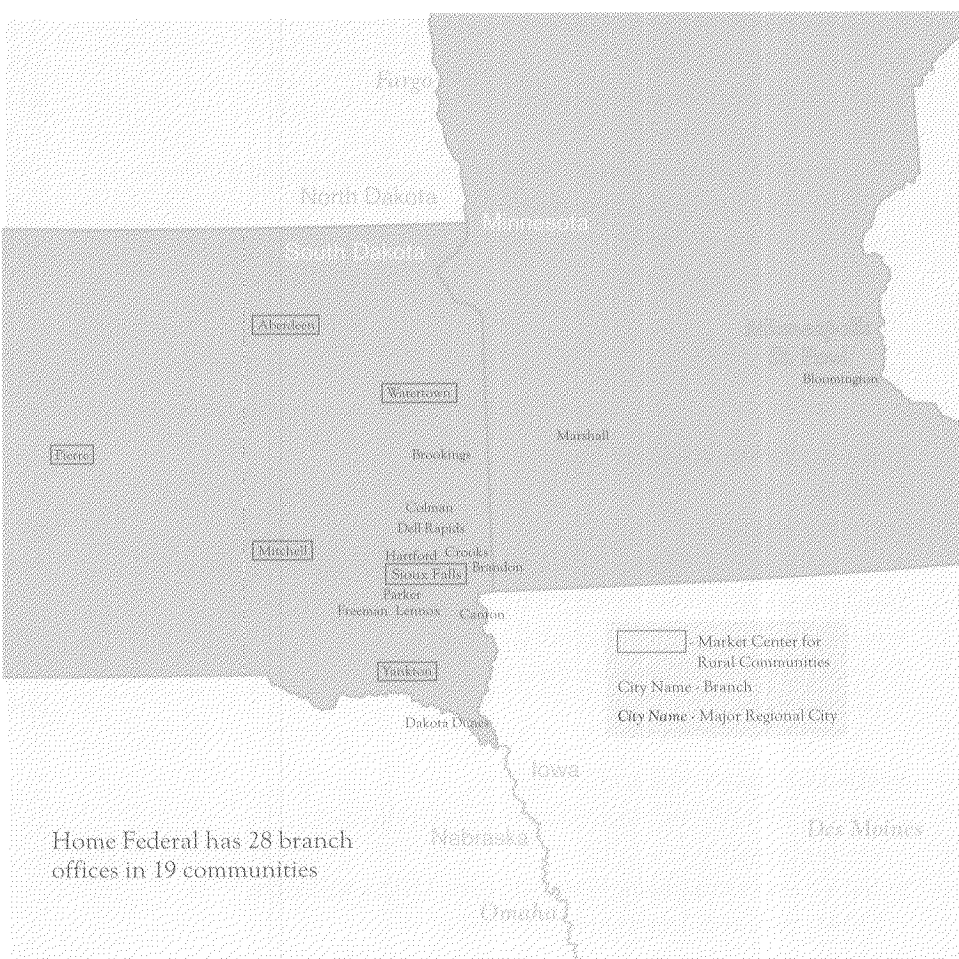 Fargo
North Dakota
Minnesota
South Dakota
Aberdeen
Bloomington
Watertown
Marshall
Pierre
Brookings
Colman
Dell Rapids
Mitchell
Hartford Crooks
Sioux Falls Brandon
Parker
Freeman Lennox Canton
Market Center for
Rural Communities
City Name - Branch
City Name - Major Regional City
Yankton
Dakota Dunes
Iowa
Nebraska
Des Moines
Omaha
Home Federal has 28 branch
offices in 19 communities